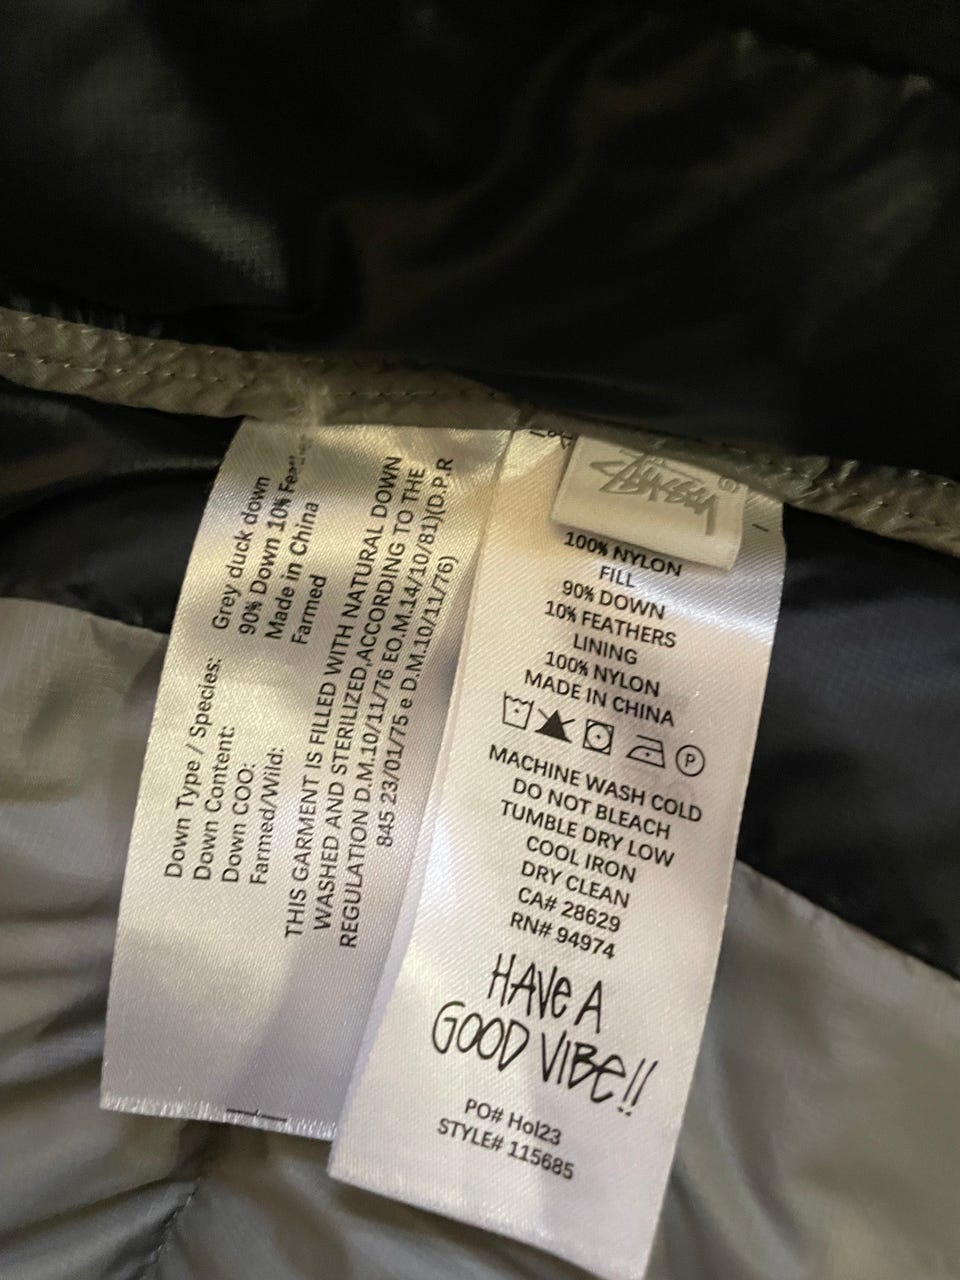 Down Type / Species: Grey duck down
Down Content: 90% Down 10%
Down COO: Made in China
Farmed/Wild: Farmed
THIS GARMENT IS FILLED WITH NATURAL DOWN
WASHED AND STERILIZED,ACCORDING TO THE
REGULATION D.M.10/11/76 EO.M.14/10/81)(D.P.R
845 23/01/75 e D.M.10/11/76)
STÜSSY
100% NYLON
FILL
90% DOWN
10% FEATHERS
LINING
100% NYLON
MADE IN CHINA
P
MACHINE WASH COLD
DO NOT BLEACH
TUMBLE DRY LOW
COOL IRON
DRY CLEAN
CA# 28629
RN# 94974
HAVe A
GOOD VIBe!!
PO# Hol23
STYLE# 115685